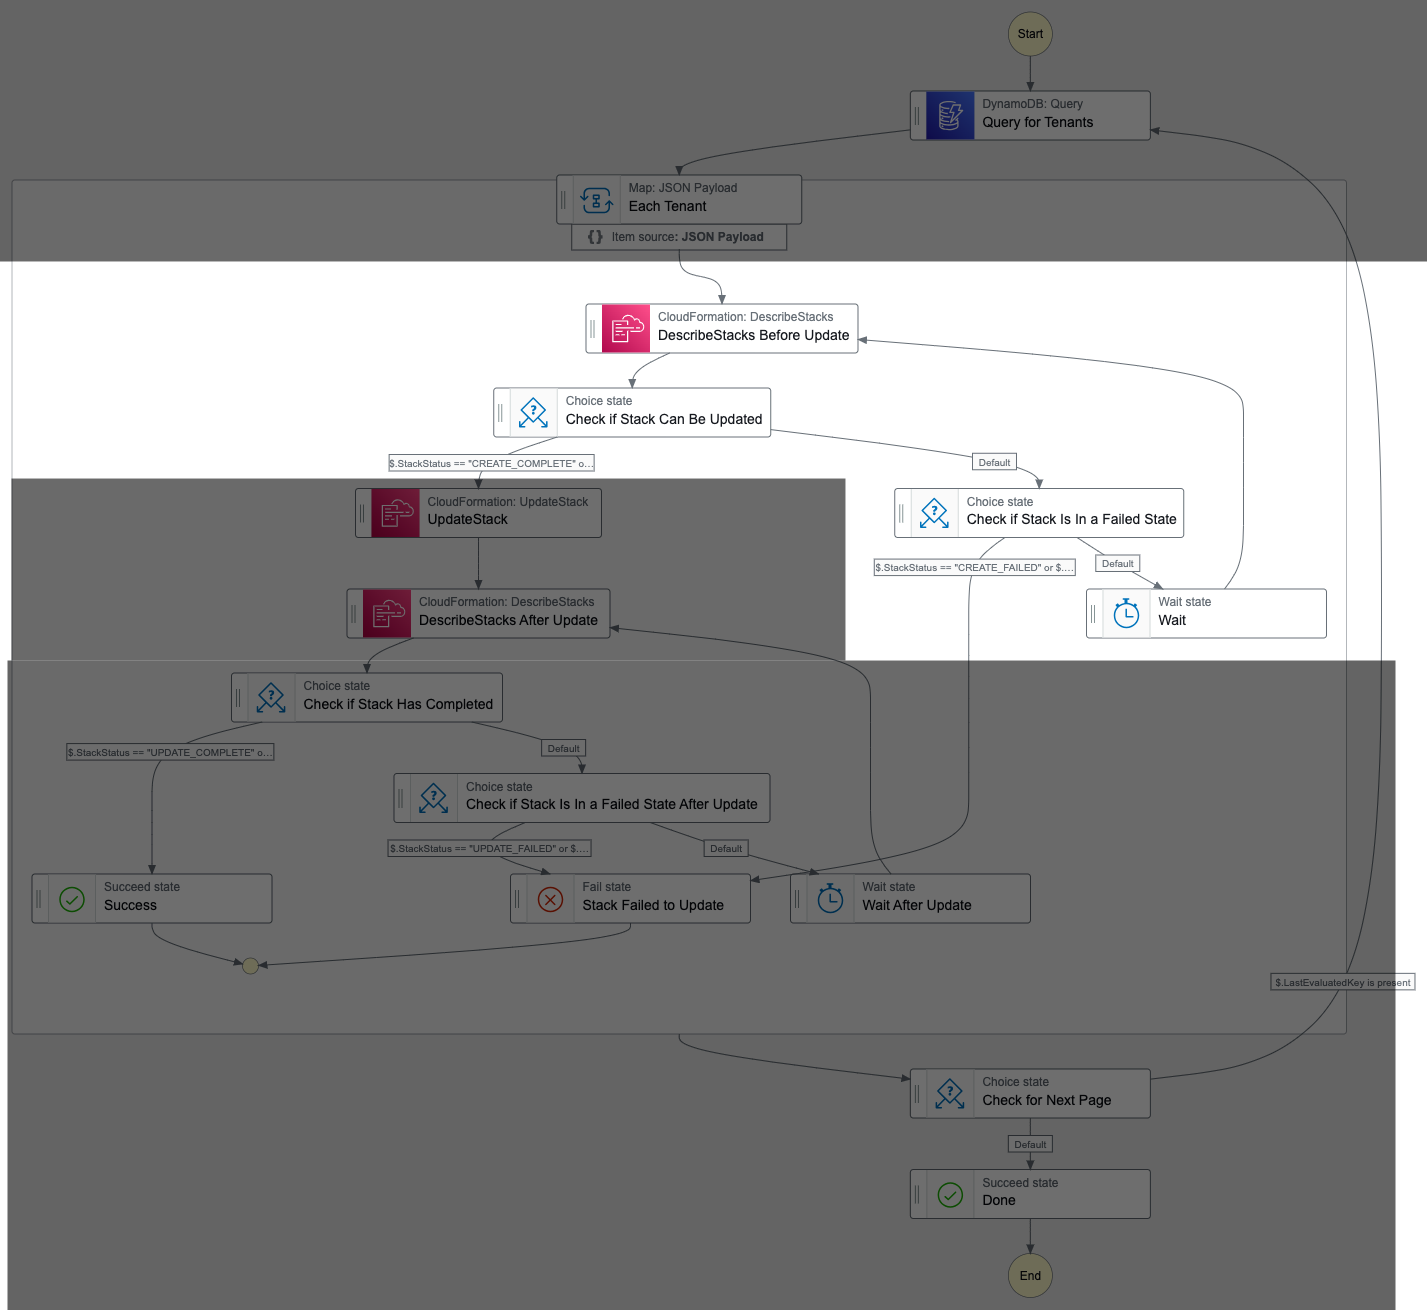 Start
DynamoDB: Query
Query for Tenants
Map: JSON Payload
Each Tenant
{} Item source: JSON Payload
CloudFormation: DescribeStacks
DescribeStacks Before Update
Choice state
Check if Stack Can Be Updated
$.StackStatus == "CREATE_COMPLETE" o...
Default
CloudFormation: UpdateStack
UpdateStack
Choice state
Check if Stack Is In a Failed State
$.StackStatus == "CREATE_FAILED" or $....
Default
CloudFormation: DescribeStacks
DescribeStacks After Update
Wait state
Wait
Choice state
Check if Stack Has Completed
$.StackStatus == "UPDATE_COMPLETE" o...
Default
Choice state
Check if Stack Is In a Failed State After Update
$.StackStatus == "UPDATE_FAILED" or $....
Default
Succeed state
Success
Fail state
Stack Failed to Update
Wait state
Wait After Update
$.LastEvaluatedKey is present
Choice state
Check for Next Page
Default
Succeed state
Done
End